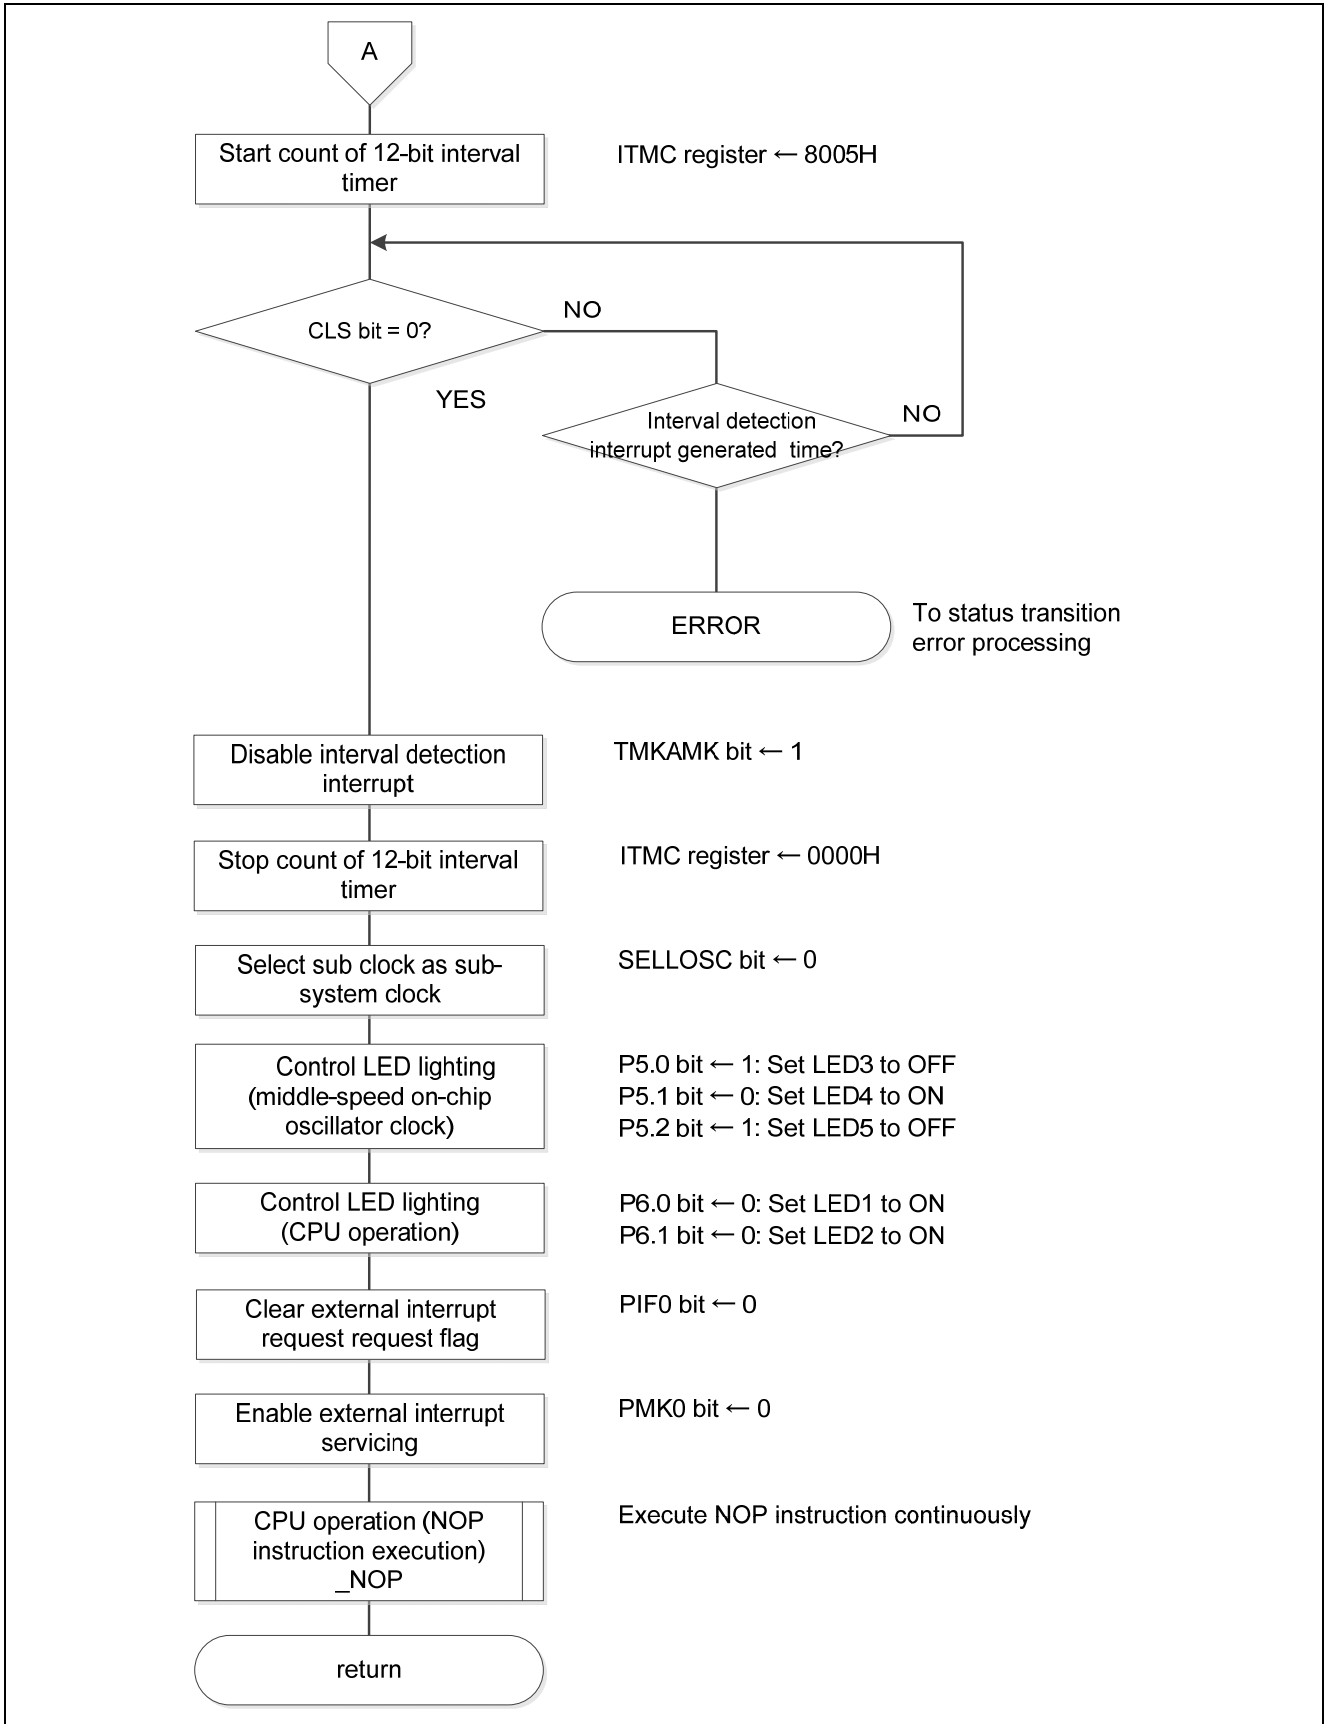 A
Start count of 12-bit interval
timer
ITMC register ← 8005H
CLS bit = 0?
NO
YES
Interval detection
interrupt generated  time?
NO
ERROR
To status transition
error processing
Disable interval detection
interrupt
TMKAMK bit ← 1
Stop count of 12-bit interval
timer
ITMC register ← 0000H
Select sub clock as sub-
system clock
SELLOSC bit ← 0
Control LED lighting
(middle-speed on-chip
oscillator clock)
P5.0 bit ← 1: Set LED3 to OFF
P5.1 bit ← 0: Set LED4 to ON
P5.2 bit ← 1: Set LED5 to OFF
Control LED lighting
(CPU operation)
P6.0 bit ← 0: Set LED1 to ON
P6.1 bit ← 0: Set LED2 to ON
Clear external interrupt
request request flag
PIF0 bit ← 0
Enable external interrupt
servicing
PMK0 bit ← 0
CPU operation (NOP
instruction execution)
_NOP
Execute NOP instruction continuously
return